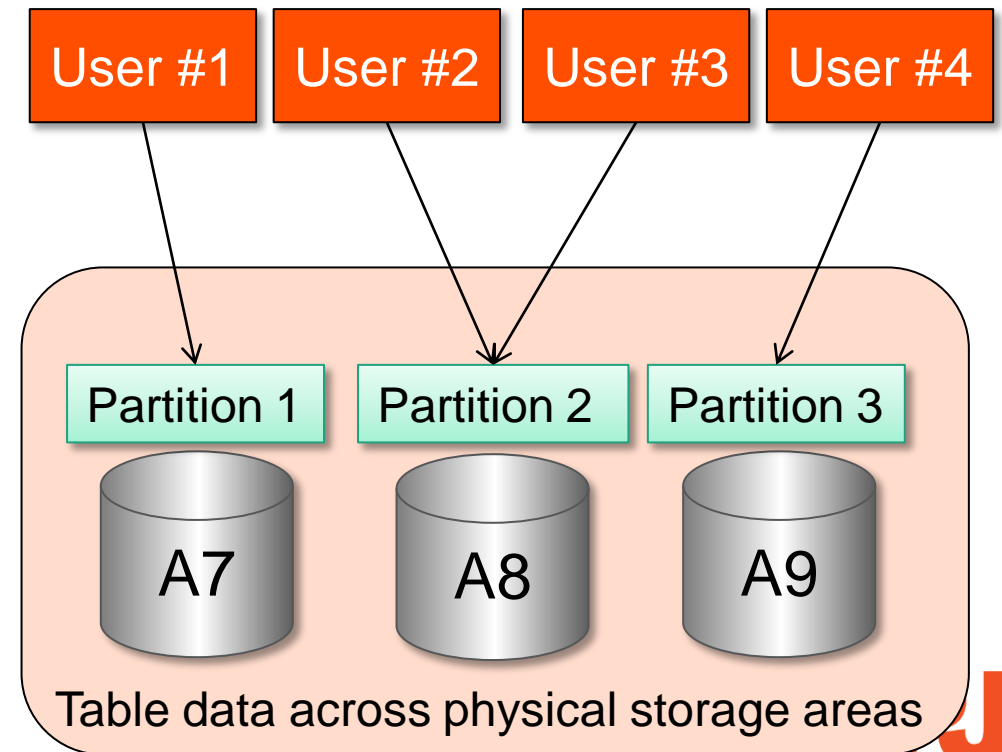 User #1 User #2 User #3 User #4
Partition 1 Partition 2 Partition 3
A7 A8 A9
Table data across physical storage areas